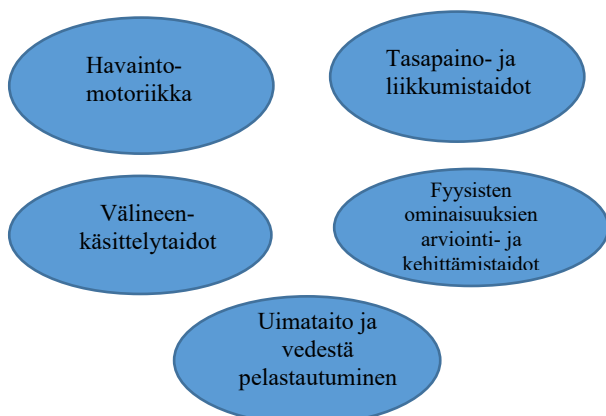 Havainto-
motoriikka
Tasapaino- ja
liikkumistaidot
Välineen-
käsittelytaidot
Fyysisten
ominaisuuksien
arviointi- ja
kehittämistaidot
Uimataito ja
vedestä
pelastautuminen